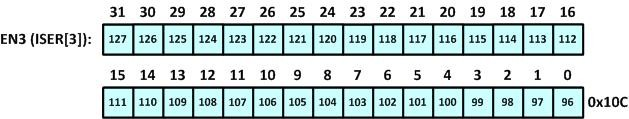 31 30 29 28 27 26 25 24 23 22 21 20 19 18 17 16
EN3 (ISER[3]): 127 126 125 124 123 122 121 120 119 118 117 116 115 114 113 112
15 14 13 12 11 10 9 8 7 6 5 4 3 2 1 0
111 110 109 108 107 106 105 104 103 102 101 100 99 98 97 96 0x10C